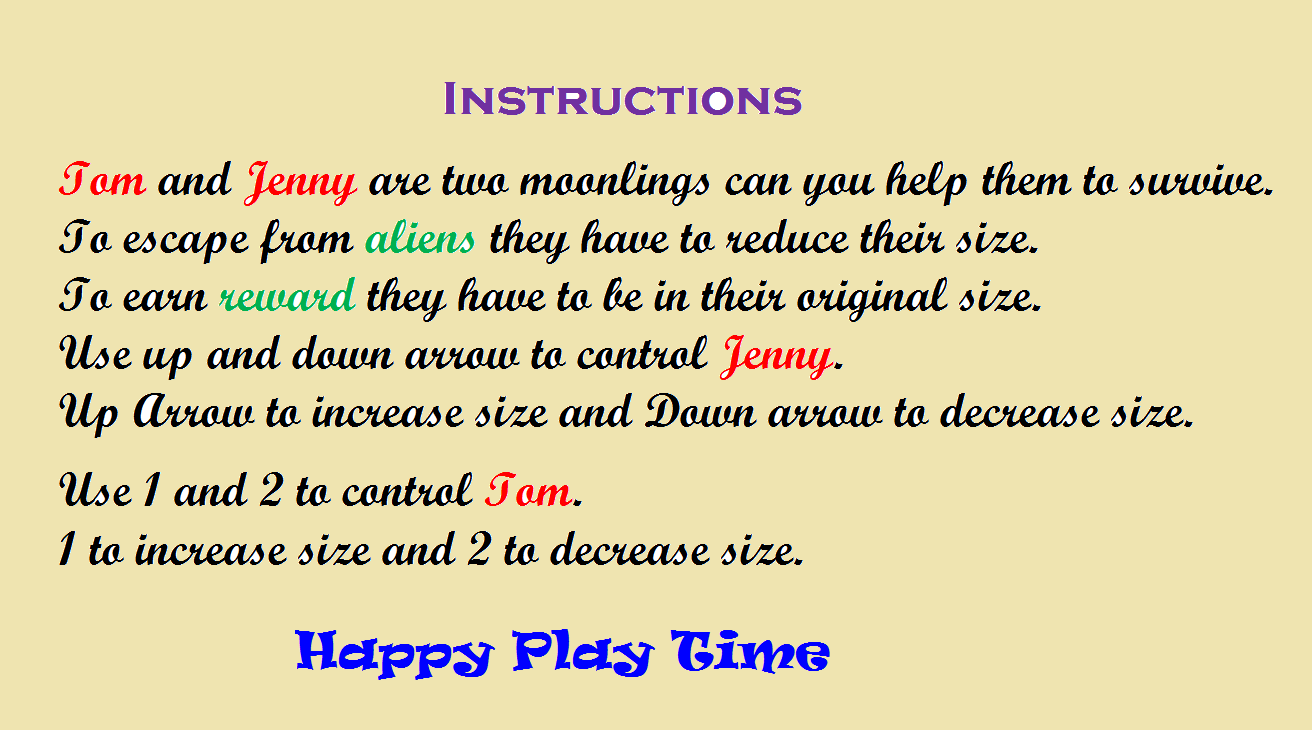 Instructions
Tom and Jenny are two moonlings can you help them to survive.
To escape from aliens they have to reduce their size.
To earn reward they have to be in their original size.
Use up and down arrow to control Jenny.
Up Arrow to increase size and Down arrow to decrease size.
Use 1 and 2 to control Tom.
1 to increase size and 2 to decrease size.
Happy Play Time